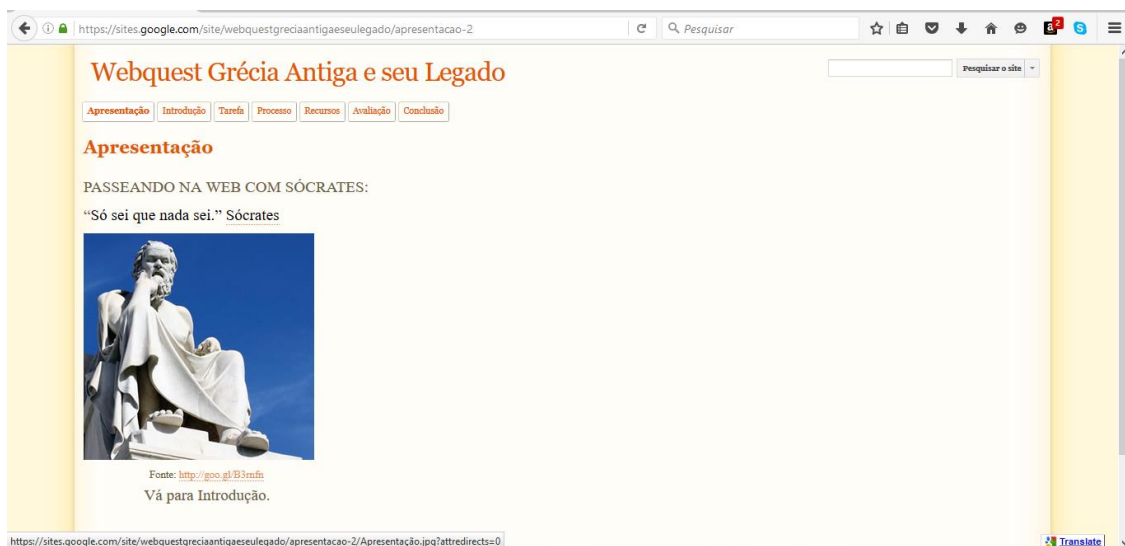 https://sites.google.com/site/webquestgreciaantigaeseulegado/apresentacao-2
Pesquisar
2
Webquest Grécia Antiga e seu Legado
Pesquisar o site
Apresentação Introdução Tarefa Processo Recursos Avaliação Conclusão
Apresentação
PASSEANDO NA WEB COM SÓCRATES:
“Só sei que nada sei.” Sócrates
Fonte: http://goo.gl/B3rnfn
Vá para Introdução.
https://sites.google.com/site/webquestgreciaantigaeseulegado/apresentacao-2/Apresentação.jpg?attredirects=0
Translate